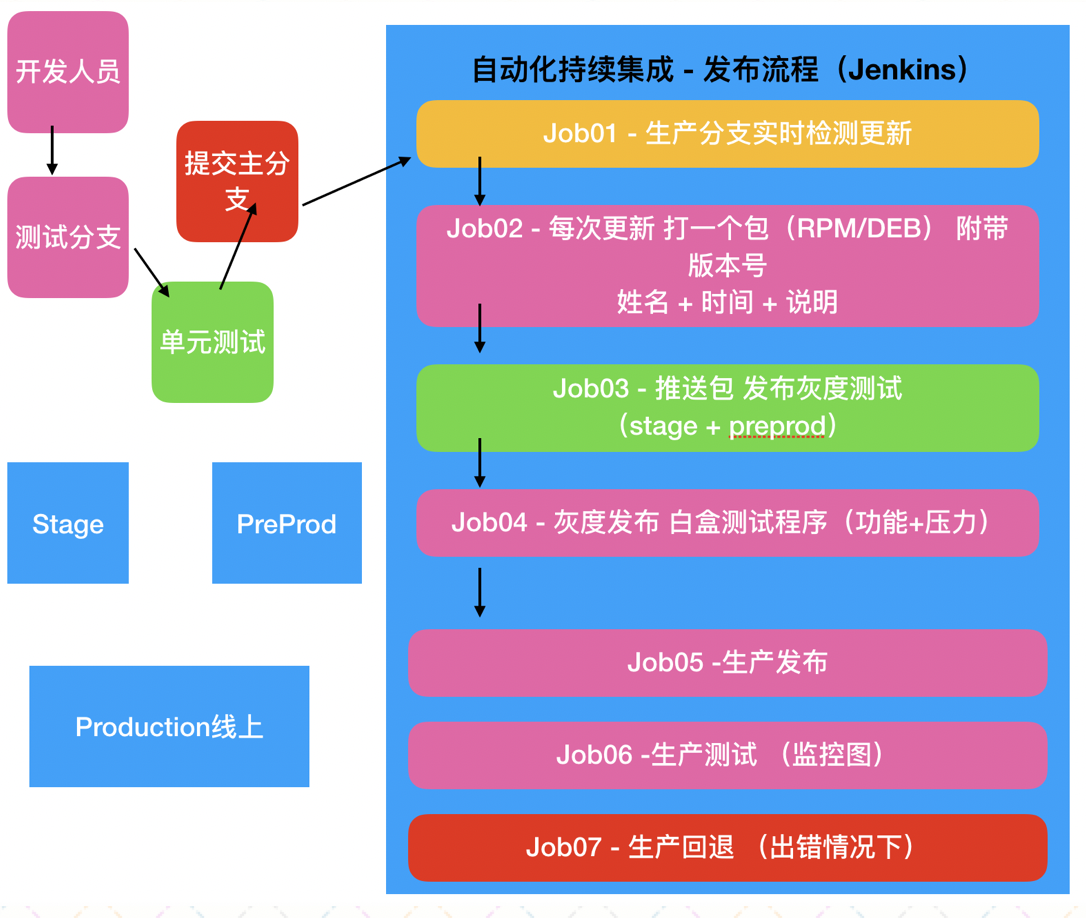 开发人员
测试分支
提交主分
支
单元测试
Stage
PreProd
Production线上
自动化持续集成 - 发布流程（Jenkins）
Job01 - 生产分支实时检测更新
Job02 - 每次更新 打一个包（RPM/DEB） 附带
版本号
姓名 + 时间 + 说明
Job03 - 推送包 发布灰度测试
（stage + preprod）
Job04 - 灰度发布 白盒测试程序（功能+压力）
Job05 -生产发布
Job06 -生产测试 （监控图）
Job07 - 生产回退 （出错情况下）